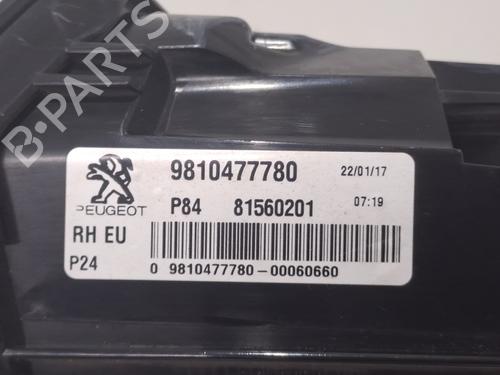 B-PARTS
9810477780 22/01/17
PEUGEOT
P84 81560201 07:19
RH EU
P24
0 9810477780-00060660